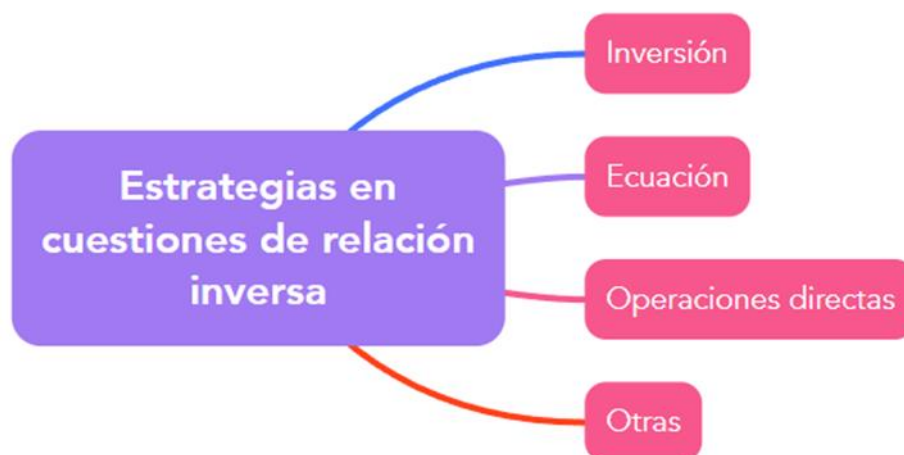 Estrategias en
cuestiones de relación
inversa
Inversión
Ecuación
Operaciones directas
Otras